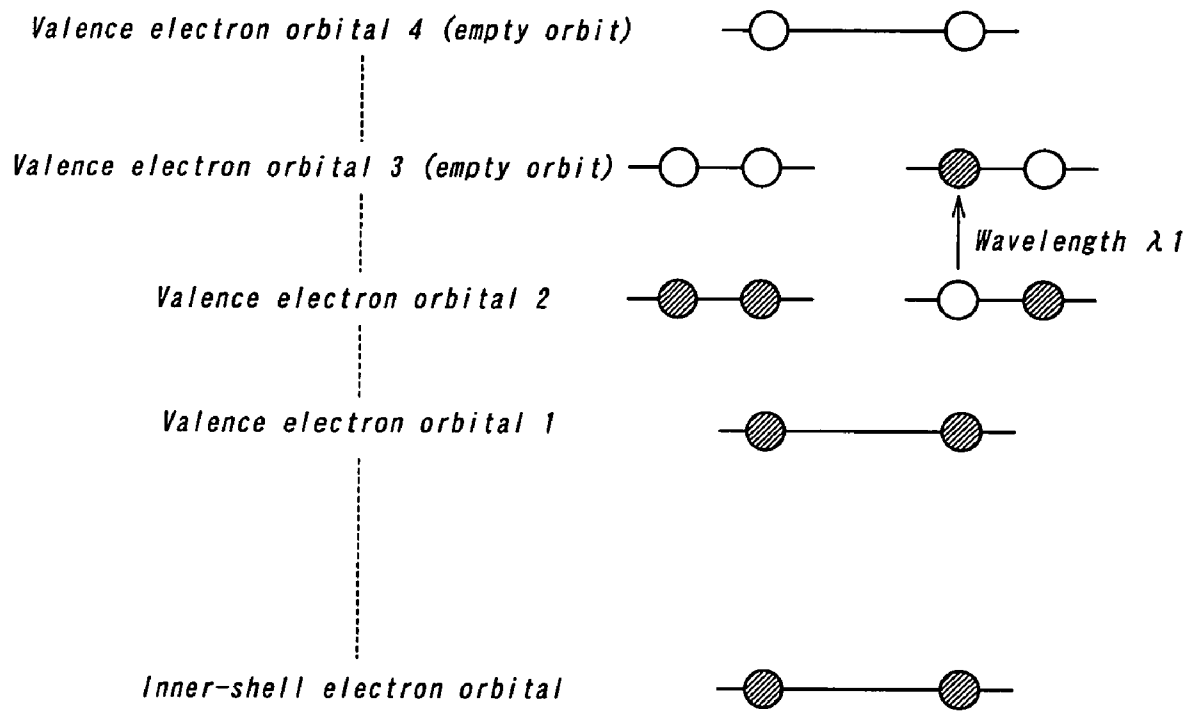 Valence electron orbital 4 (empty orbit)
Valence electron orbital 3 (empty orbit)
Wavelength λ1
Valence electron orbital 2
Valence electron orbital 1
Inner-shell electron orbital